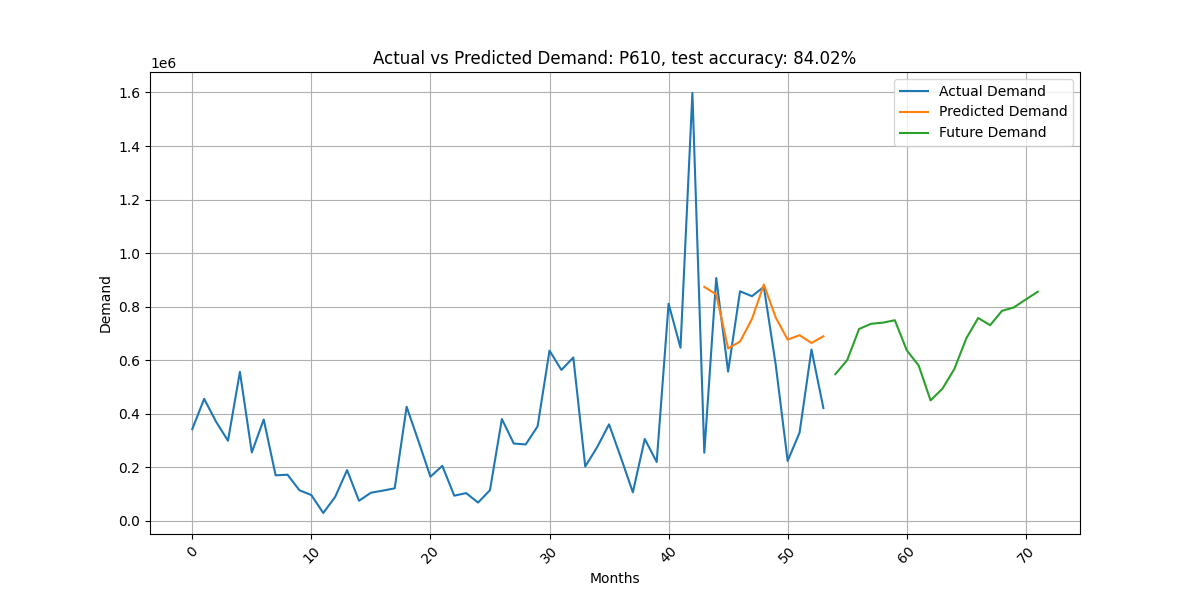 Actual vs Predicted Demand: P610, test accuracy: 84.02%
1e6
Actual Demand
Predicted Demand
Future Demand
1.6
1.4
1.2
1.0
0.8
0.6
0.4
0.2
0.0
Demand
0
10
20
30
40
50
60
70
Months